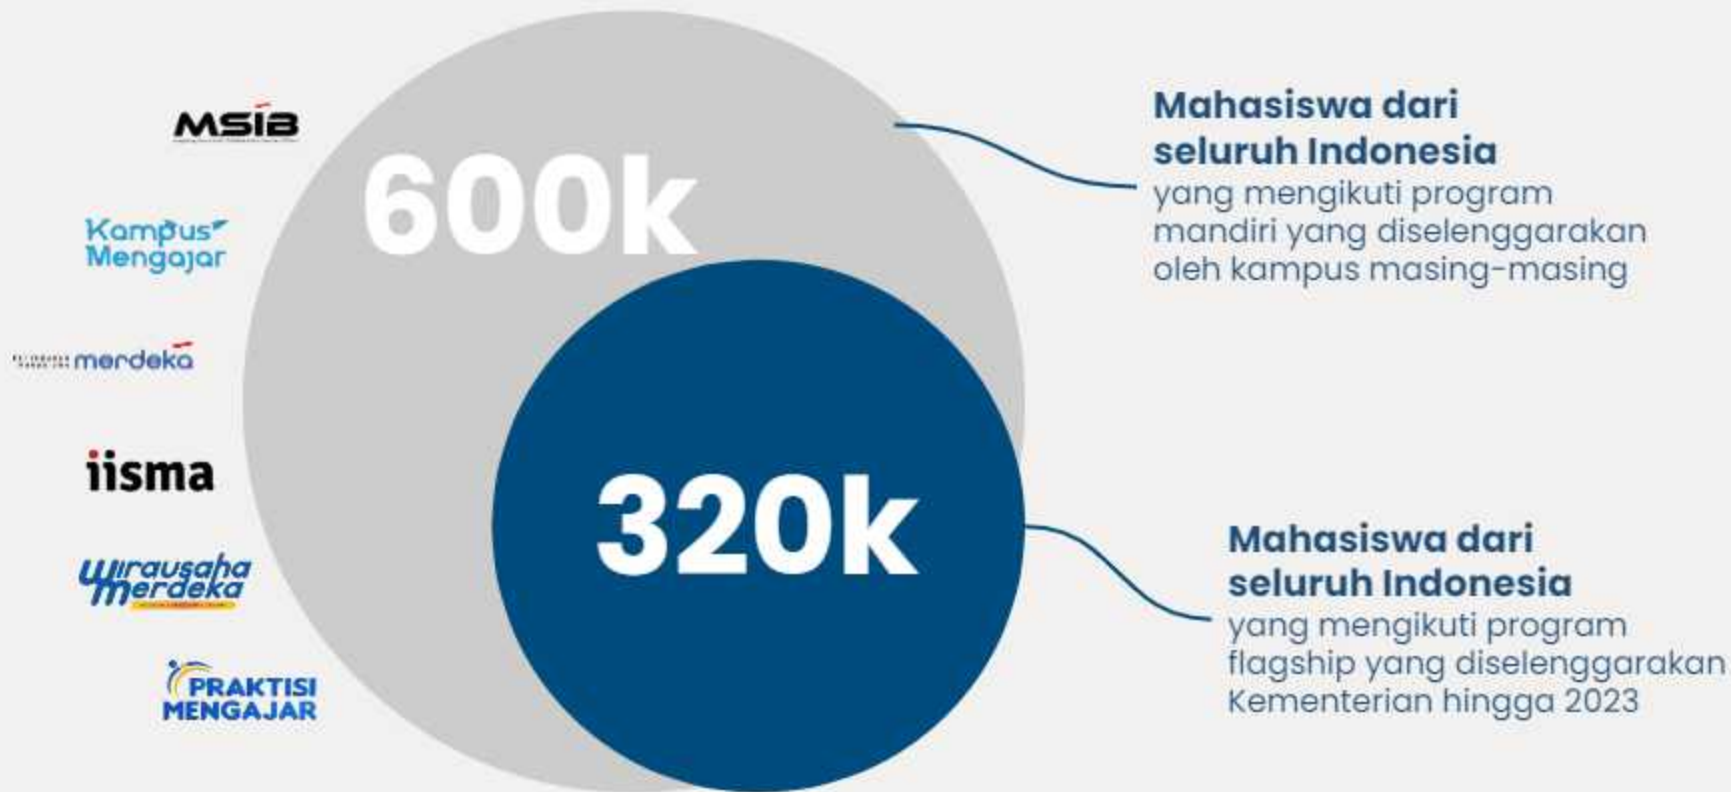 MSIB
Kampus
Mengajar
merdeka
iisma
Wirausaha
Merdeka
PRAKTISI
MENGAJAR
600k
320k
Mahasiswa dari
seluruh Indonesia
yang mengikuti program
mandiri yang diselenggarakan
oleh kampus masing-masing
Mahasiswa dari
seluruh Indonesia
yang mengikuti program
flagship yang diselenggarakan
Kementerian hingga 2023